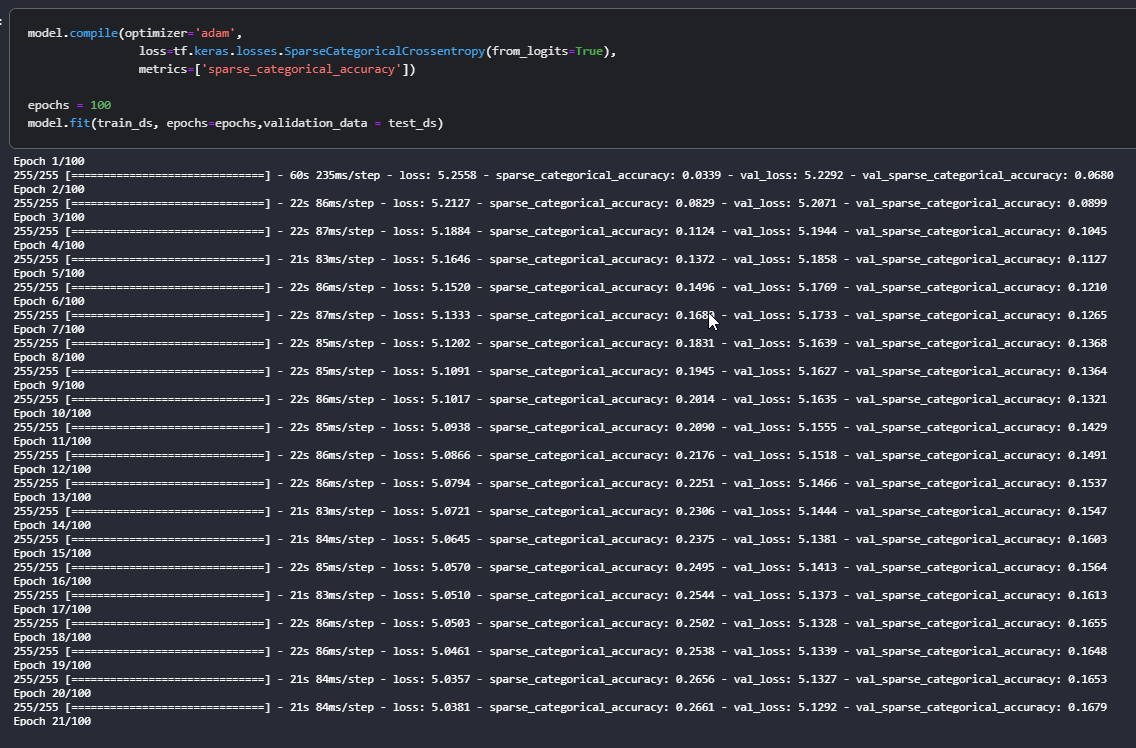 model.compile(optimizer='adam',
loss=tf.keras.losses.SparseCategoricalCrossentropy(from_logits=True),
metrics=['sparse_categorical_accuracy'])
epochs = 100
model.fit(train_ds, epochs=epochs,validation_data = test_ds)
Epoch 1/100
255/255 [==============================] - 60s 235ms/step - loss: 5.2558 - sparse_categorical_accuracy: 0.0339 - val_loss: 5.2292 - val_sparse_categorical_accuracy: 0.0680
Epoch 2/100
255/255 [==============================] - 22s 86ms/step - loss: 5.2127 - sparse_categorical_accuracy: 0.0829 - val_loss: 5.2071 - val_sparse_categorical_accuracy: 0.0899
Epoch 3/100
255/255 [==============================] - 22s 87ms/step - loss: 5.1884 - sparse_categorical_accuracy: 0.1124 - val_loss: 5.1944 - val_sparse_categorical_accuracy: 0.1045
Epoch 4/100
255/255 [==============================] - 21s 83ms/step - loss: 5.1646 - sparse_categorical_accuracy: 0.1372 - val_loss: 5.1858 - val_sparse_categorical_accuracy: 0.1127
Epoch 5/100
255/255 [==============================] - 22s 86ms/step - loss: 5.1520 - sparse_categorical_accuracy: 0.1496 - val_loss: 5.1769 - val_sparse_categorical_accuracy: 0.1210
Epoch 6/100
255/255 [==============================] - 22s 87ms/step - loss: 5.1333 - sparse_categorical_accuracy: - val_loss: 5.1733 - val_sparse_categorical_accuracy: 0.1265
Epoch 7/100
255/255 [==============================] - 22s 85ms/step - loss: 5.1202 - sparse_categorical_accuracy: 0.1831 - val_loss: 5.1639 - val_sparse_categorical_accuracy: 0.1368
Epoch 8/100
255/255 [==============================] - 22s 85ms/step - loss: 5.1091 - sparse_categorical_accuracy: 0.1945 - val_loss: 5.1627 - val_sparse_categorical_accuracy: 0.1364
Epoch 9/100
255/255 [==============================] - 22s 86ms/step - loss: 5.1017 - sparse_categorical_accuracy: 0.2014 - val_loss: 5.1635 - val_sparse_categorical_accuracy: 0.1321
Epoch 10/100
255/255 [==============================] - 22s 85ms/step - loss: 5.0938 - sparse_categorical_accuracy: 0.2090 - val_loss: 5.1555 - val_sparse_categorical_accuracy: 0.1429
Epoch 11/100
255/255 [==============================] - 22s 86ms/step - loss: 5.0866 - sparse_categorical_accuracy: 0.2176 - val_loss: 5.1518 - val_sparse_categorical_accuracy: 0.1491
Epoch 12/100
255/255 [==============================] - 22s 86ms/step - loss: 5.0794 - sparse_categorical_accuracy: 0.2251 - val_loss: 5.1466 - val_sparse_categorical_accuracy: 0.1537
Epoch 13/100
255/255 [==============================] - 21s 83ms/step - loss: 5.0721 - sparse_categorical_accuracy: 0.2306 - val_loss: 5.1444 - val_sparse_categorical_accuracy: 0.1547
Epoch 14/100
255/255 [==============================] - 21s 84ms/step - loss: 5.0645 - sparse_categorical_accuracy: 0.2375 - val_loss: 5.1381 - val_sparse_categorical_accuracy: 0.1603
Epoch 15/100
255/255 [==============================] - 22s 85ms/step - loss: 5.0570 - sparse_categorical_accuracy: 0.2495 - val_loss: 5.1413 - val_sparse_categorical_accuracy: 0.1564
Epoch 16/100
255/255 [==============================] - 21s 83ms/step - loss: 5.0510 - sparse_categorical_accuracy: 0.2544 - val_loss: 5.1373 - val_sparse_categorical_accuracy: 0.1613
Epoch 17/100
255/255 [==============================] - 22s 86ms/step - loss: 5.0503 - sparse_categorical_accuracy: 0.2502 - val_loss: 5.1328 - val_sparse_categorical_accuracy: 0.1655
Epoch 18/100
255/255 [==============================] - 22s 86ms/step - loss: 5.0461 - sparse_categorical_accuracy: 0.2538 - val_loss: 5.1339 - val_sparse_categorical_accuracy: 0.1648
Epoch 19/100
255/255 [==============================] - 21s 84ms/step - loss: 5.0357 - sparse_categorical_accuracy: 0.2656 - val_loss: 5.1327 - val_sparse_categorical_accuracy: 0.1653
Epoch 20/100
255/255 [==============================] - 21s 84ms/step - loss: 5.0381 - sparse_categorical_accuracy: 0.2661 - val_loss: 5.1292 - val_sparse_categorical_accuracy: 0.1679
Epoch 21/100